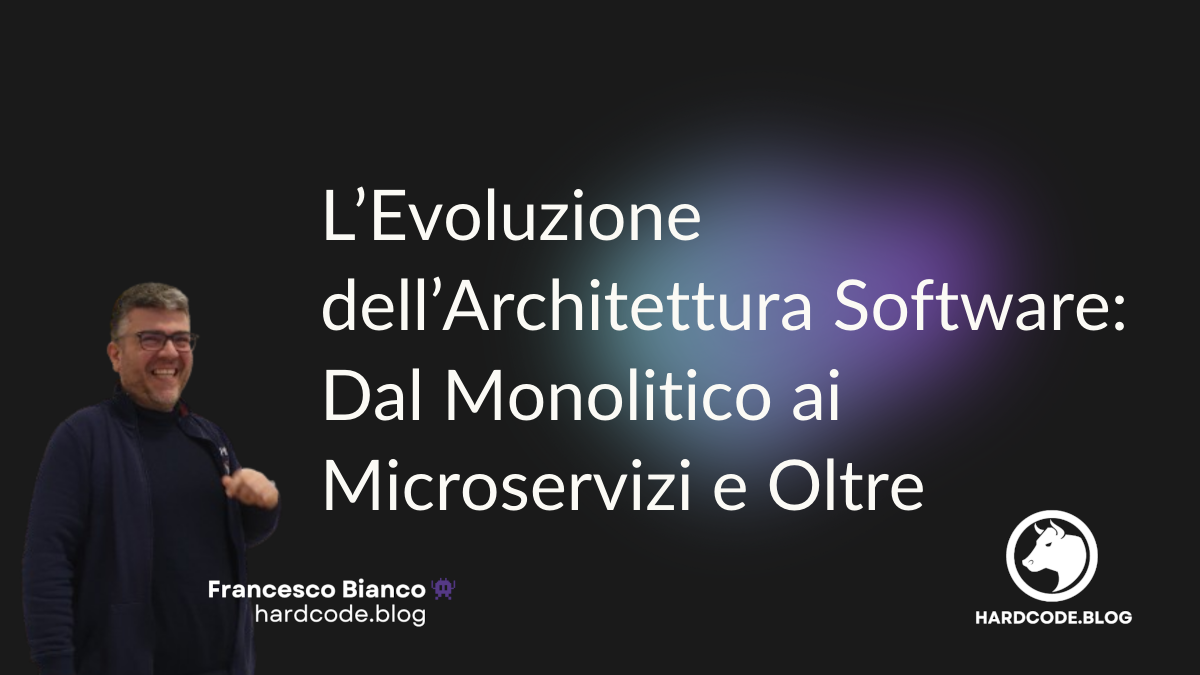 L’Evoluzione
dell’Architettura Software:
Dal Monolitico ai
Microservizi e Oltre
Francesco Bianco
hardcode.blog
HARDCODE.BLOG